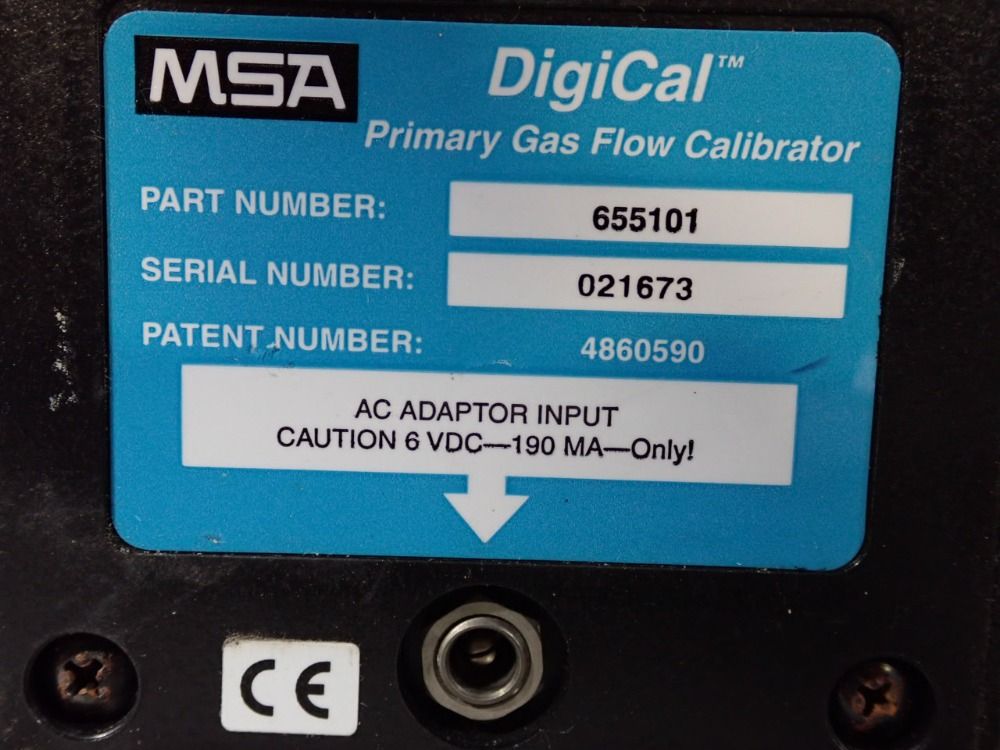 MSA
DigiCal™
Primary Gas Flow Calibrator
PART NUMBER: 655101
SERIAL NUMBER: 021673
PATENT NUMBER: 4860590
AC ADAPTOR INPUT
CAUTION 6 VDC—190 MA—Only!
CE